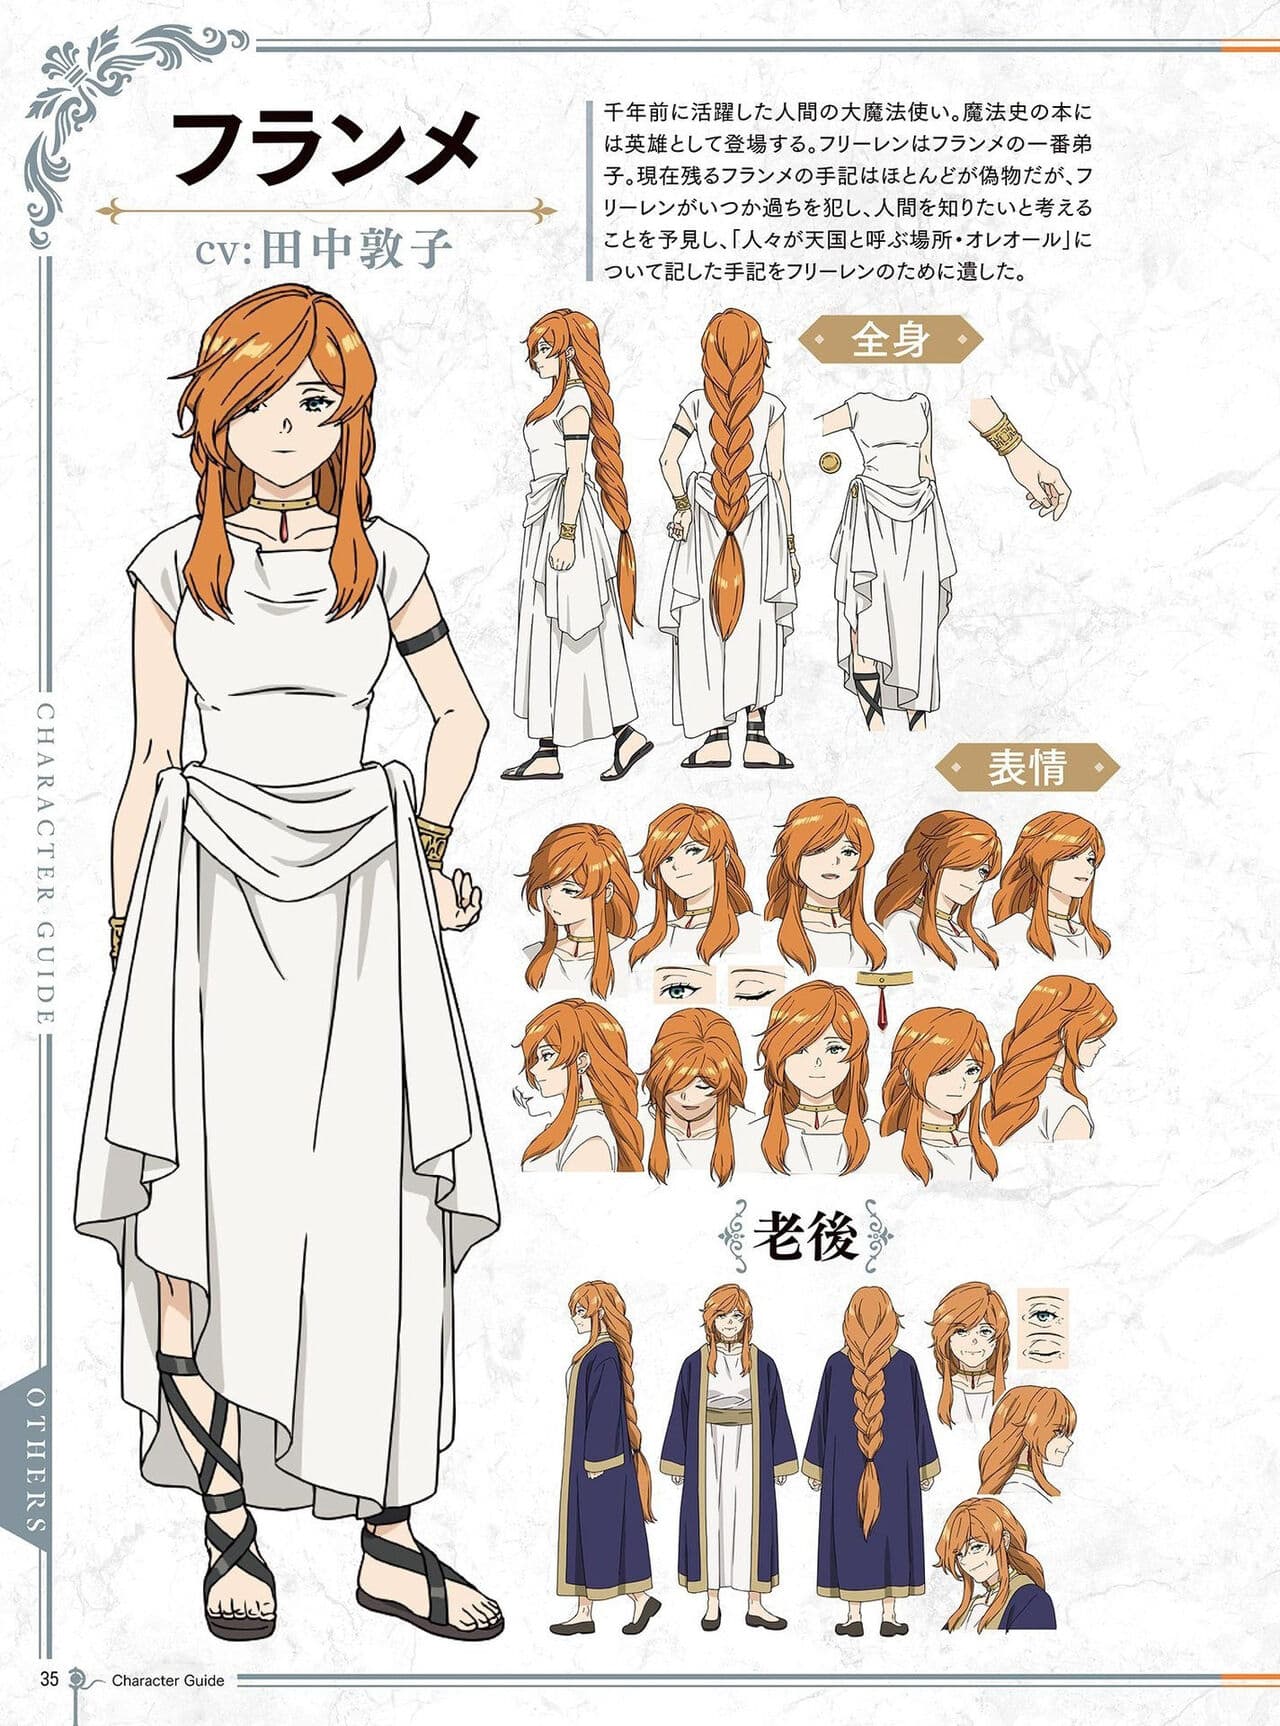 フランメ
cv:田中敦子
千年前に活躍した人間の大魔法使い。魔法史の本に
は英雄として登場する。フリーレンはフランメの一番弟
子。現在残るフランメの手記はほとんどが偽物だが、フ
リーレンがいつか過ちを犯し、人間を知りたいと考える
ことを予見し、「人々が天国と呼ぶ場所・オレオール」に
ついて記した手記をフリーレンのために遺した。
全身
表情
老後
CHARACTER GUIDE
OTHERS
35 Character Guide